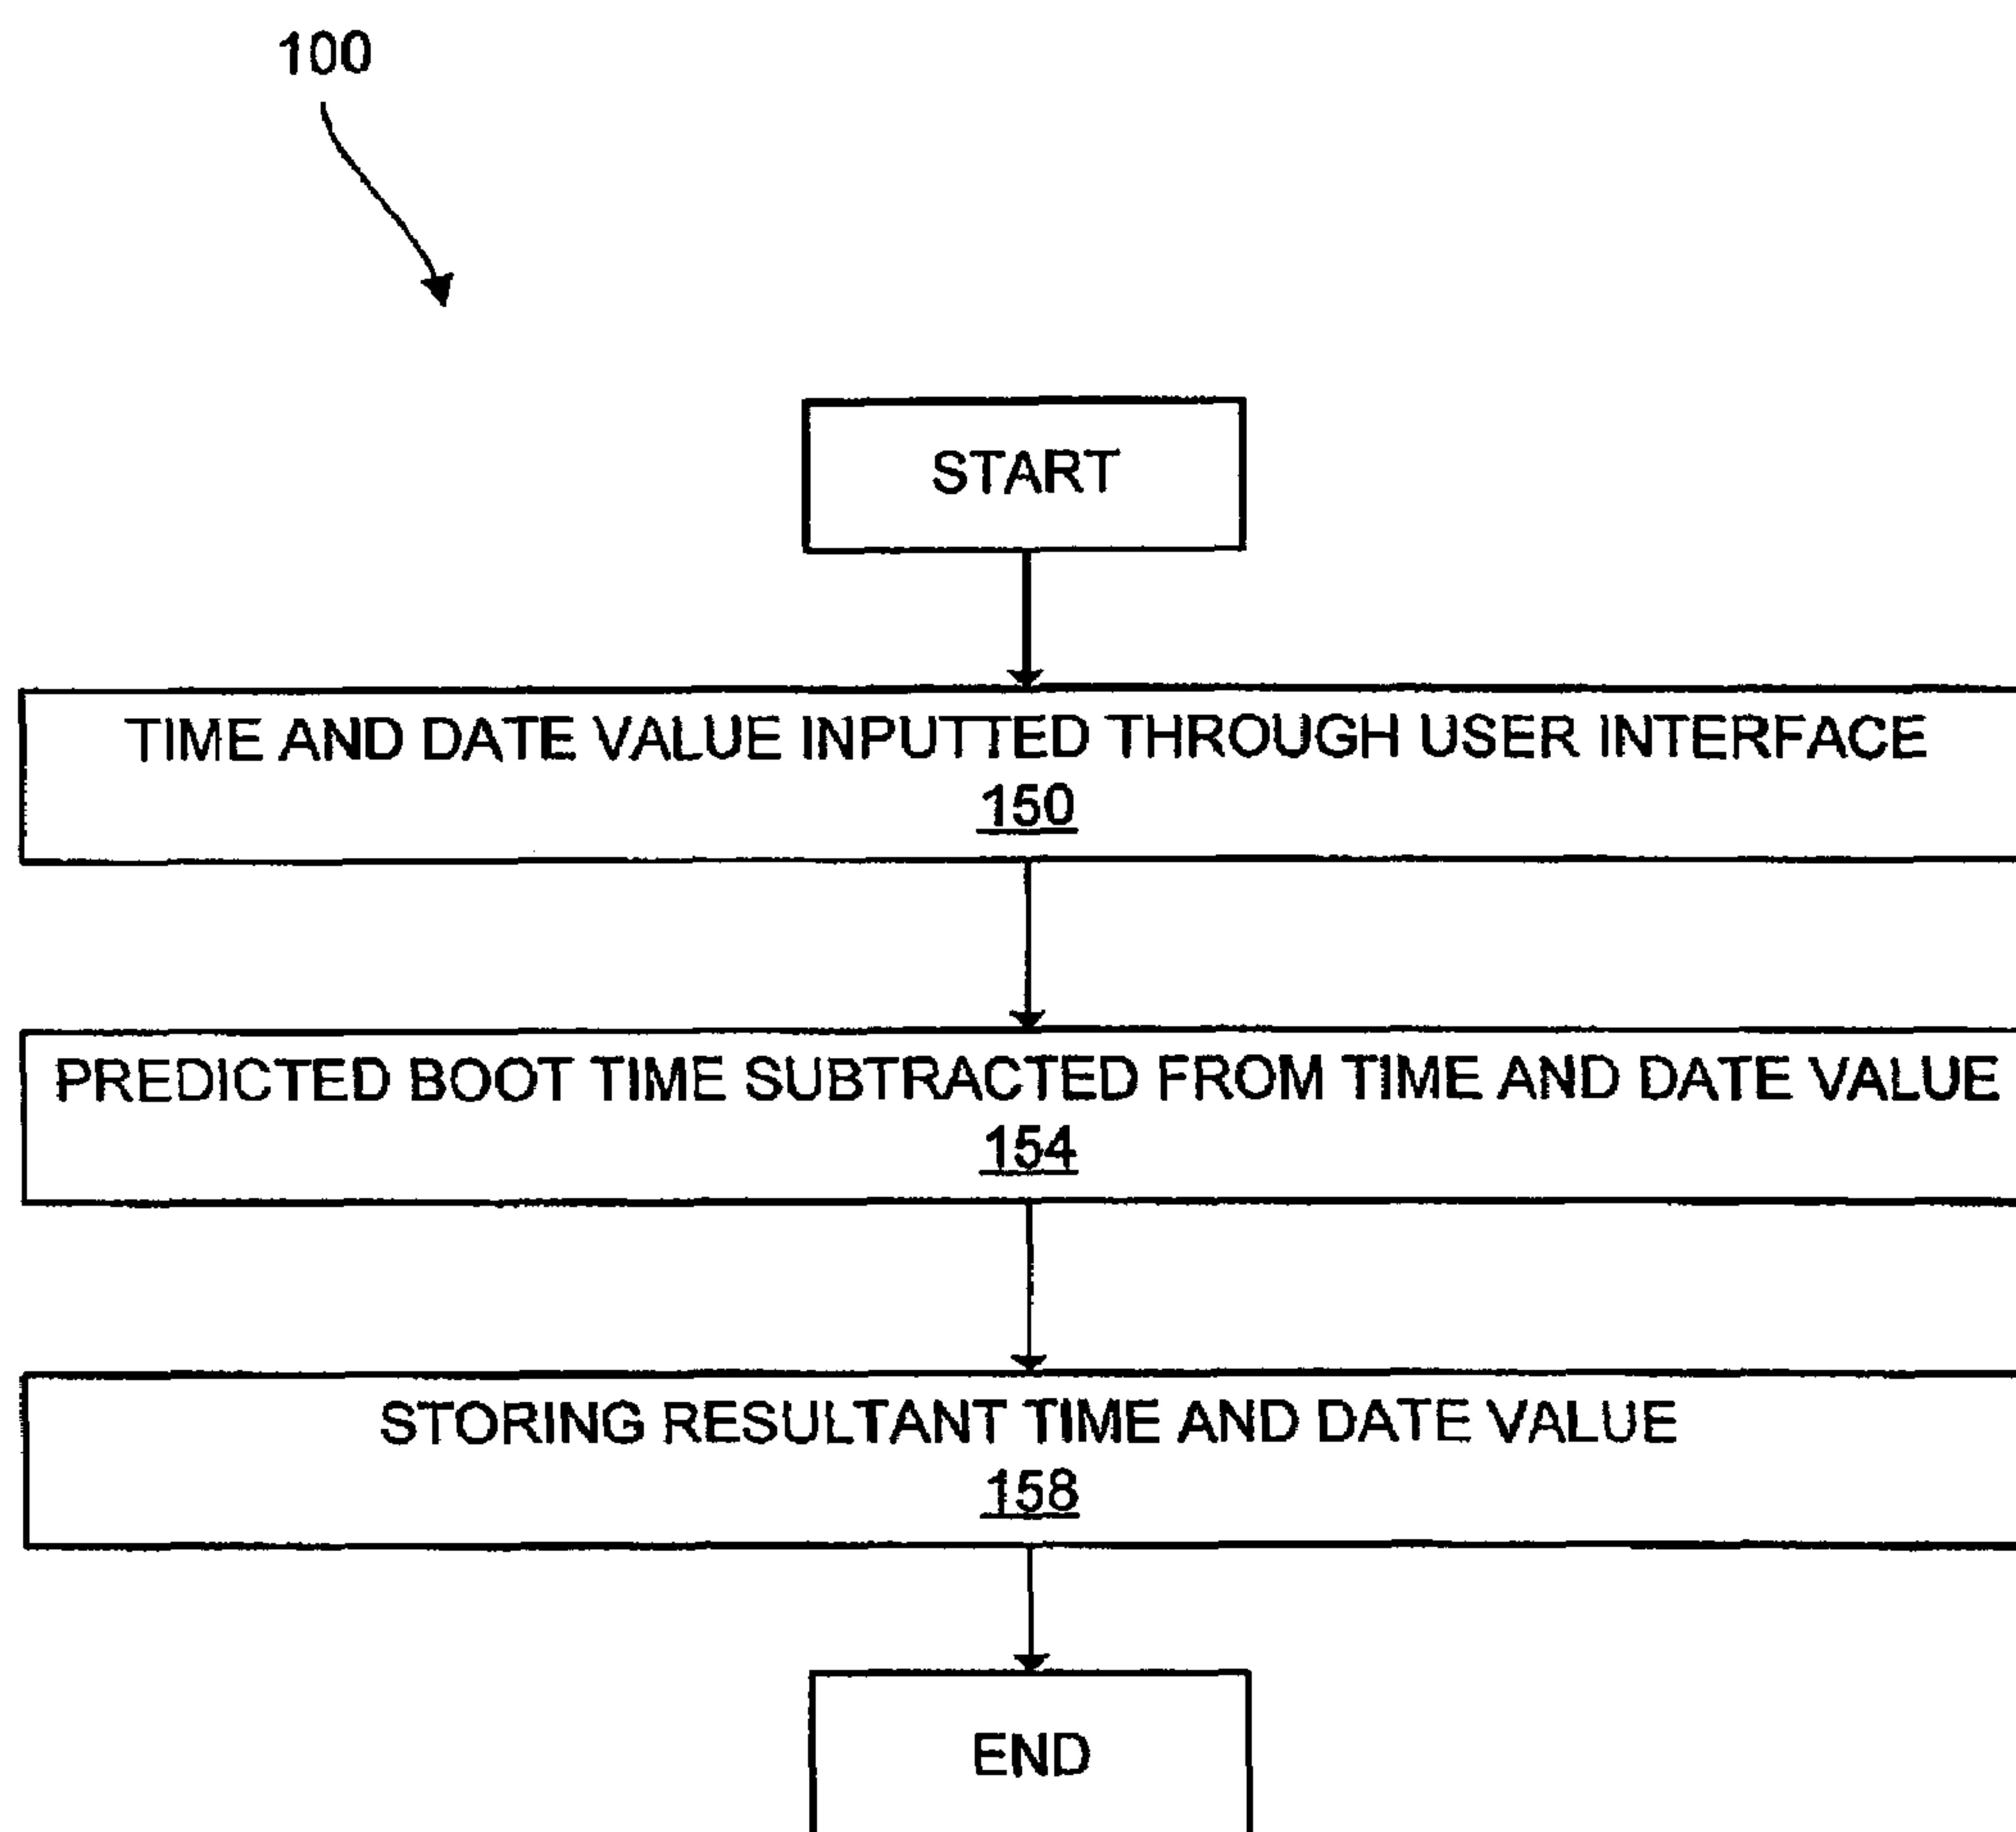 100
START
TIME AND DATE VALUE INPUTTED THROUGH USER INTERFACE
150
PREDICTED BOOT TIME SUBTRACTED FROM TIME AND DATE VALUE
154
STORING RESULTANT TIME AND DATE VALUE
158
END